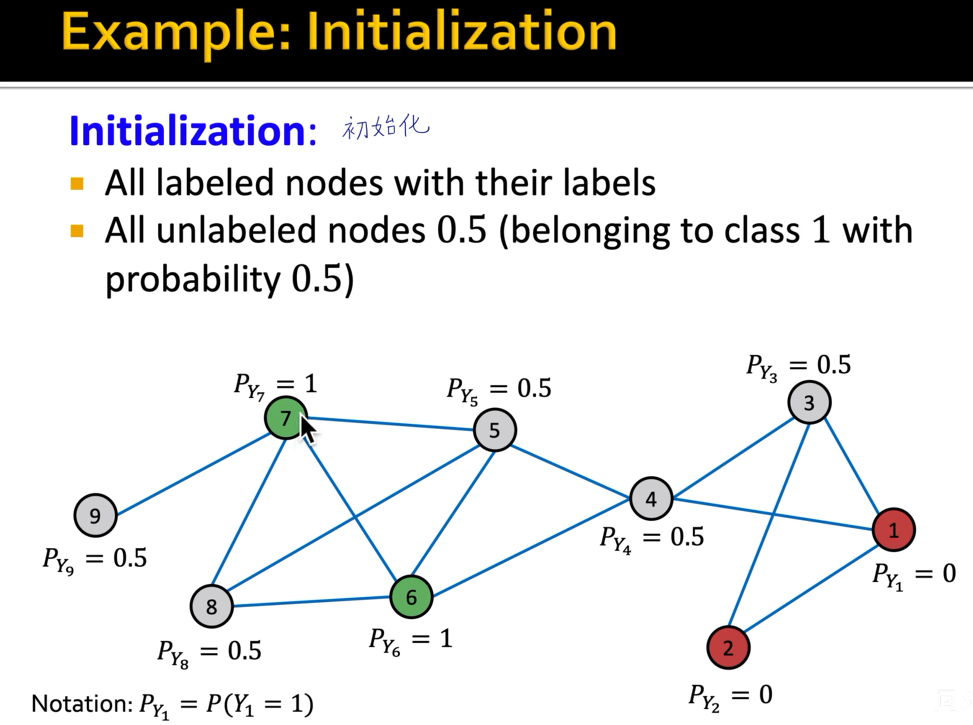 Example: Initialization
Initialization: 初始化
■ All labeled nodes with their labels
■ All unlabeled nodes 0.5 (belonging to class 1 with
probability 0.5)
P_{Y_3} = 0.5
P_{Y_7} = 1
P_{Y_5} = 0.5
3
7
5
4
9
1
P_{Y_4} = 0.5
P_{Y_9} = 0.5
P_{Y_1} = 0
8
6
P_{Y_6} = 1
2
P_{Y_8} = 0.5
P_{Y_2} = 0
Notation: P_{Y_1} = P(Y_1 = 1)